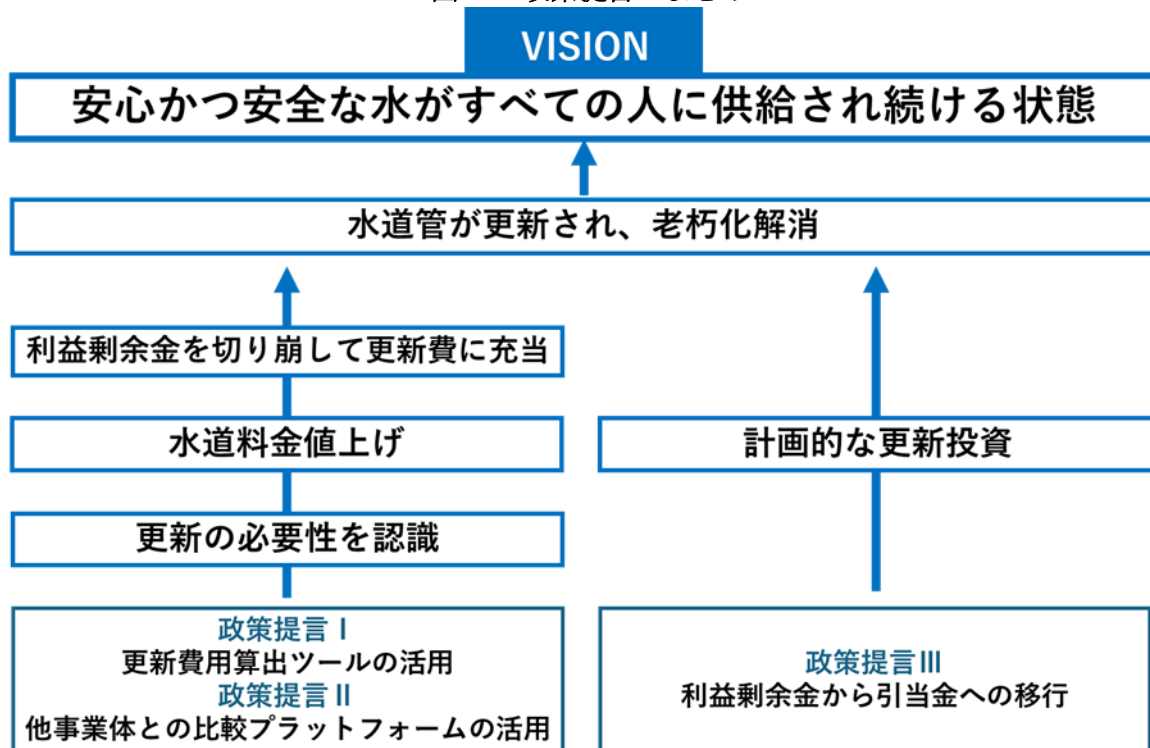 VISION
安心かつ安全な水がすべての人に供給され続ける状態
水道管が更新され、老朽化解消
利益剰余金を切り崩して更新費に充当
水道料金値上げ
計画的な更新投資
更新の必要性を認識
政策提言Ⅰ
更新費用算出ツールの活用
政策提言Ⅱ
他事業体との比較プラットフォームの活用
政策提言Ⅲ
利益剰余金から引当金への移行